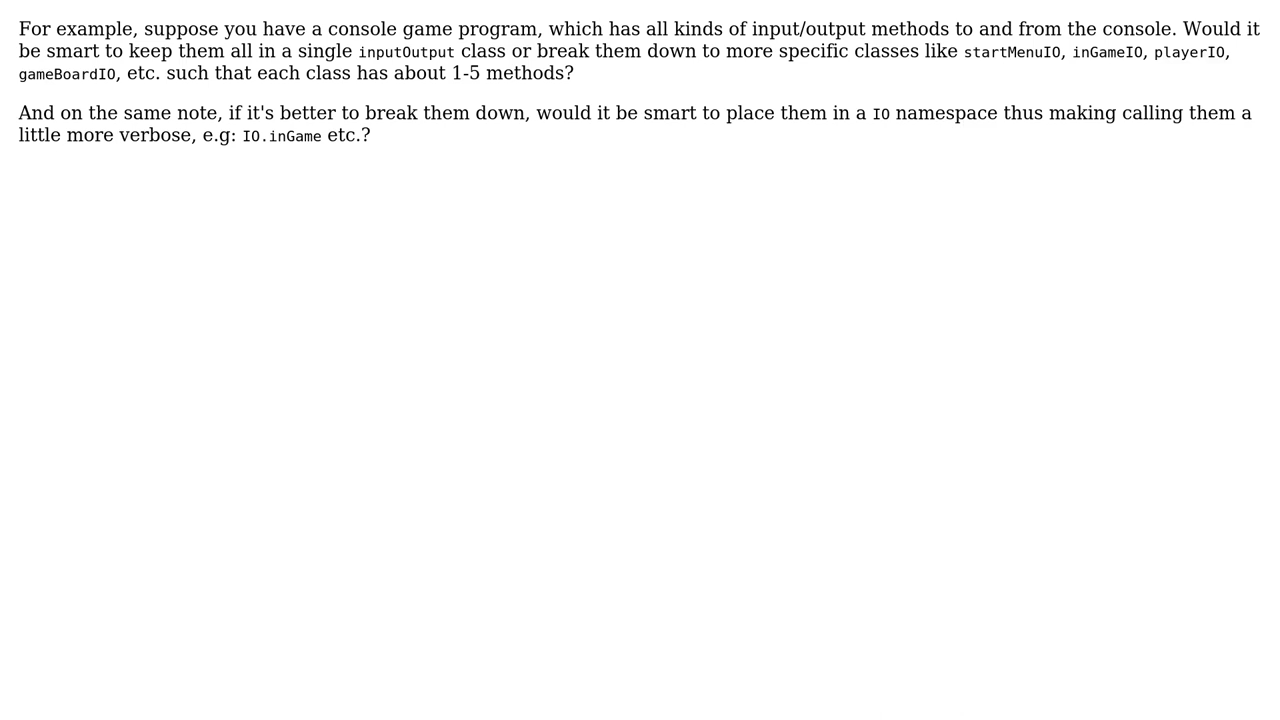 For example, suppose you have a console game program, which has all kinds of input/output methods to and from the console. Would it
be smart to keep them all in a single inputOutput class or break them down to more specific classes like startMenuIO, inGameIO, playerIO,
gameBoardIO, etc. such that each class has about 1-5 methods?
And on the same note, if it's better to break them down, would it be smart to place them in a IO namespace thus making calling them a
little more verbose, e.g: IO.inGame etc.?